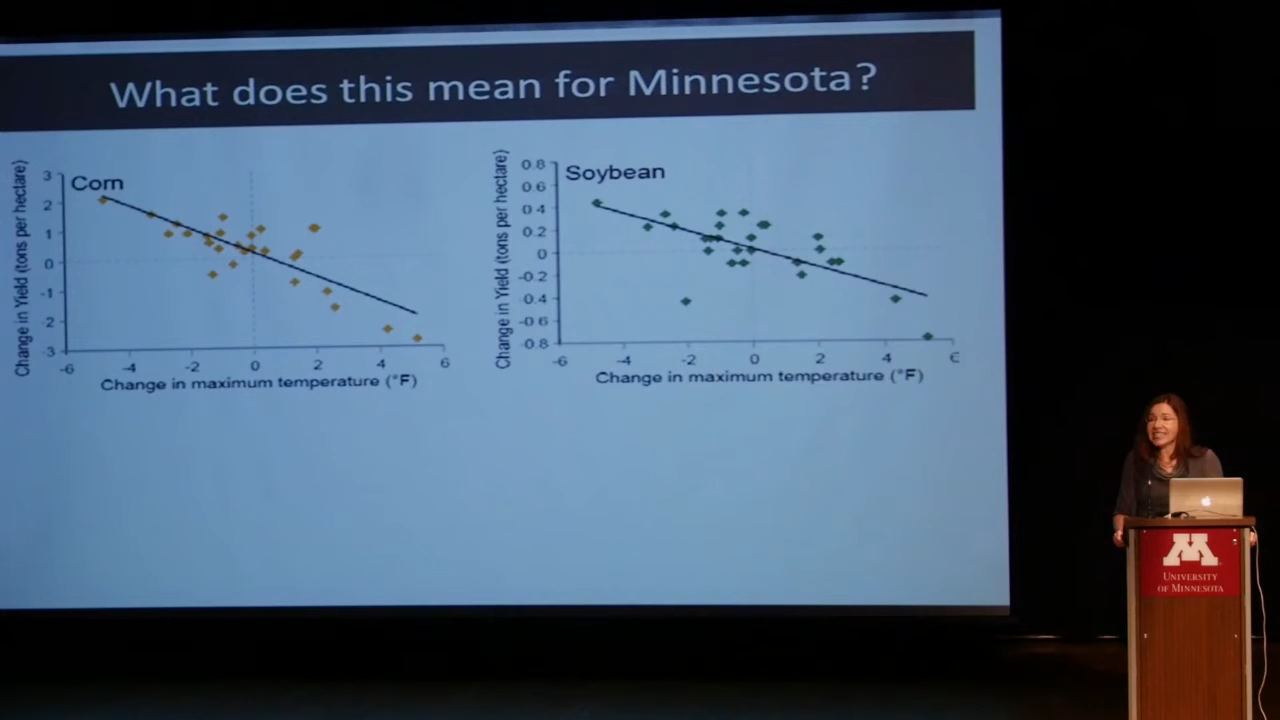 What does this mean for Minnesota?
Change in Yield (tons per hectare)
Corn
3
2
1
0
-1
-2
-3
-6
-4
-2
0
2
4
6
Change in maximum temperature (°F)
Change in Yield (tons per hectare)
Soybean
0.8
0.6
0.4
0.2
0
-0.2
-0.4
-0.6
-0.8
-6
-4
-2
0
2
4
Change in maximum temperature (°F)
M
UNIVERSITY
OF MINNESOTA